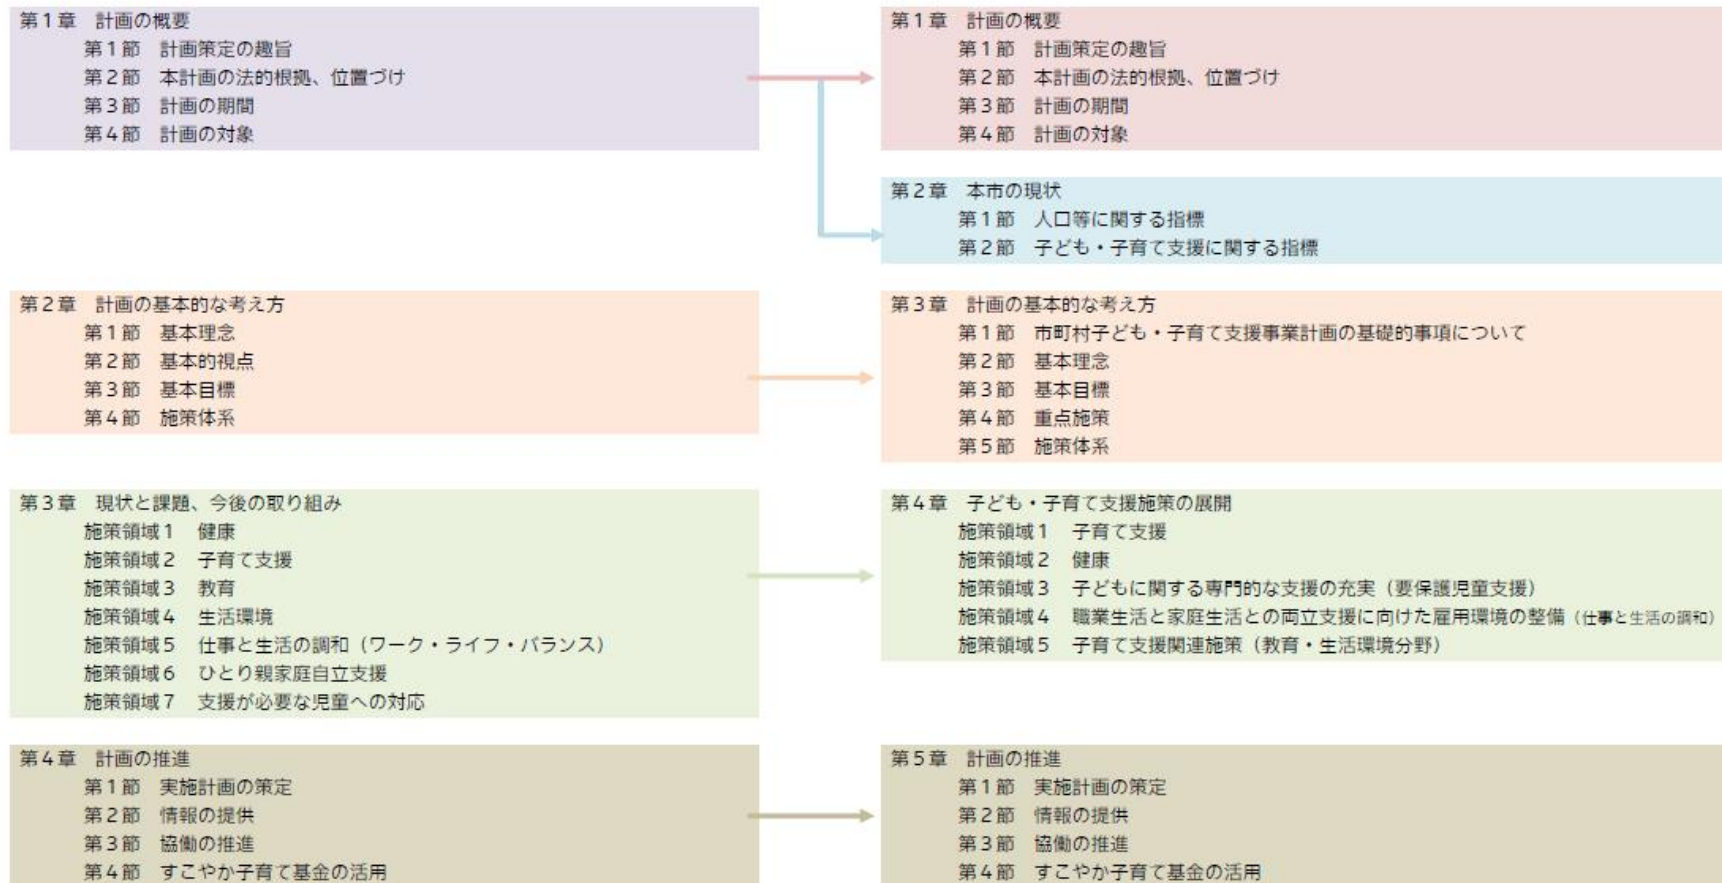 第1章　計画の概要
第1節　計画策定の趣旨
第2節　本計画の法的根拠、位置づけ
第3節　計画の期間
第4節　計画の対象
第2章　計画の基本的な考え方
第1節　基本理念
第2節　基本的視点
第3節　基本目標
第4節　施策体系
第3章　現状と課題、今後の取り組み
施策領域1　健康
施策領域2　子育て支援
施策領域3　教育
施策領域4　生活環境
施策領域5　仕事と生活の調和（ワーク・ライフ・バランス）
施策領域6　ひとり親家庭自立支援
施策領域7　支援が必要な児童への対応
第4章　計画の推進
第1節　実施計画の策定
第2節　情報の提供
第3節　協働の推進
第4節　すこやか子育て基金の活用
第1章　計画の概要
第1節　計画策定の趣旨
第2節　本計画の法的根拠、位置づけ
第3節　計画の期間
第4節　計画の対象
第2章　本市の現状
第1節　人口等に関する指標
第2節　子ども・子育て支援に関する指標
第3章　計画の基本的な考え方
第1節　市町村子ども・子育て支援事業計画の基礎的事項について
第2節　基本理念
第3節　基本目標
第4節　重点施策
第5節　施策体系
第4章　子ども・子育て支援施策の展開
施策領域1　子育て支援
施策領域2　健康
施策領域3　子どもに関する専門的な支援の充実（要保護児童支援）
施策領域4　職業生活と家庭生活との両立支援に向けた雇用環境の整備（仕事と生活の調和）
施策領域5　子育て支援関連施策（教育・生活環境分野）
第5章　計画の推進
第1節　実施計画の策定
第2節　情報の提供
第3節　協働の推進
第4節　すこやか子育て基金の活用